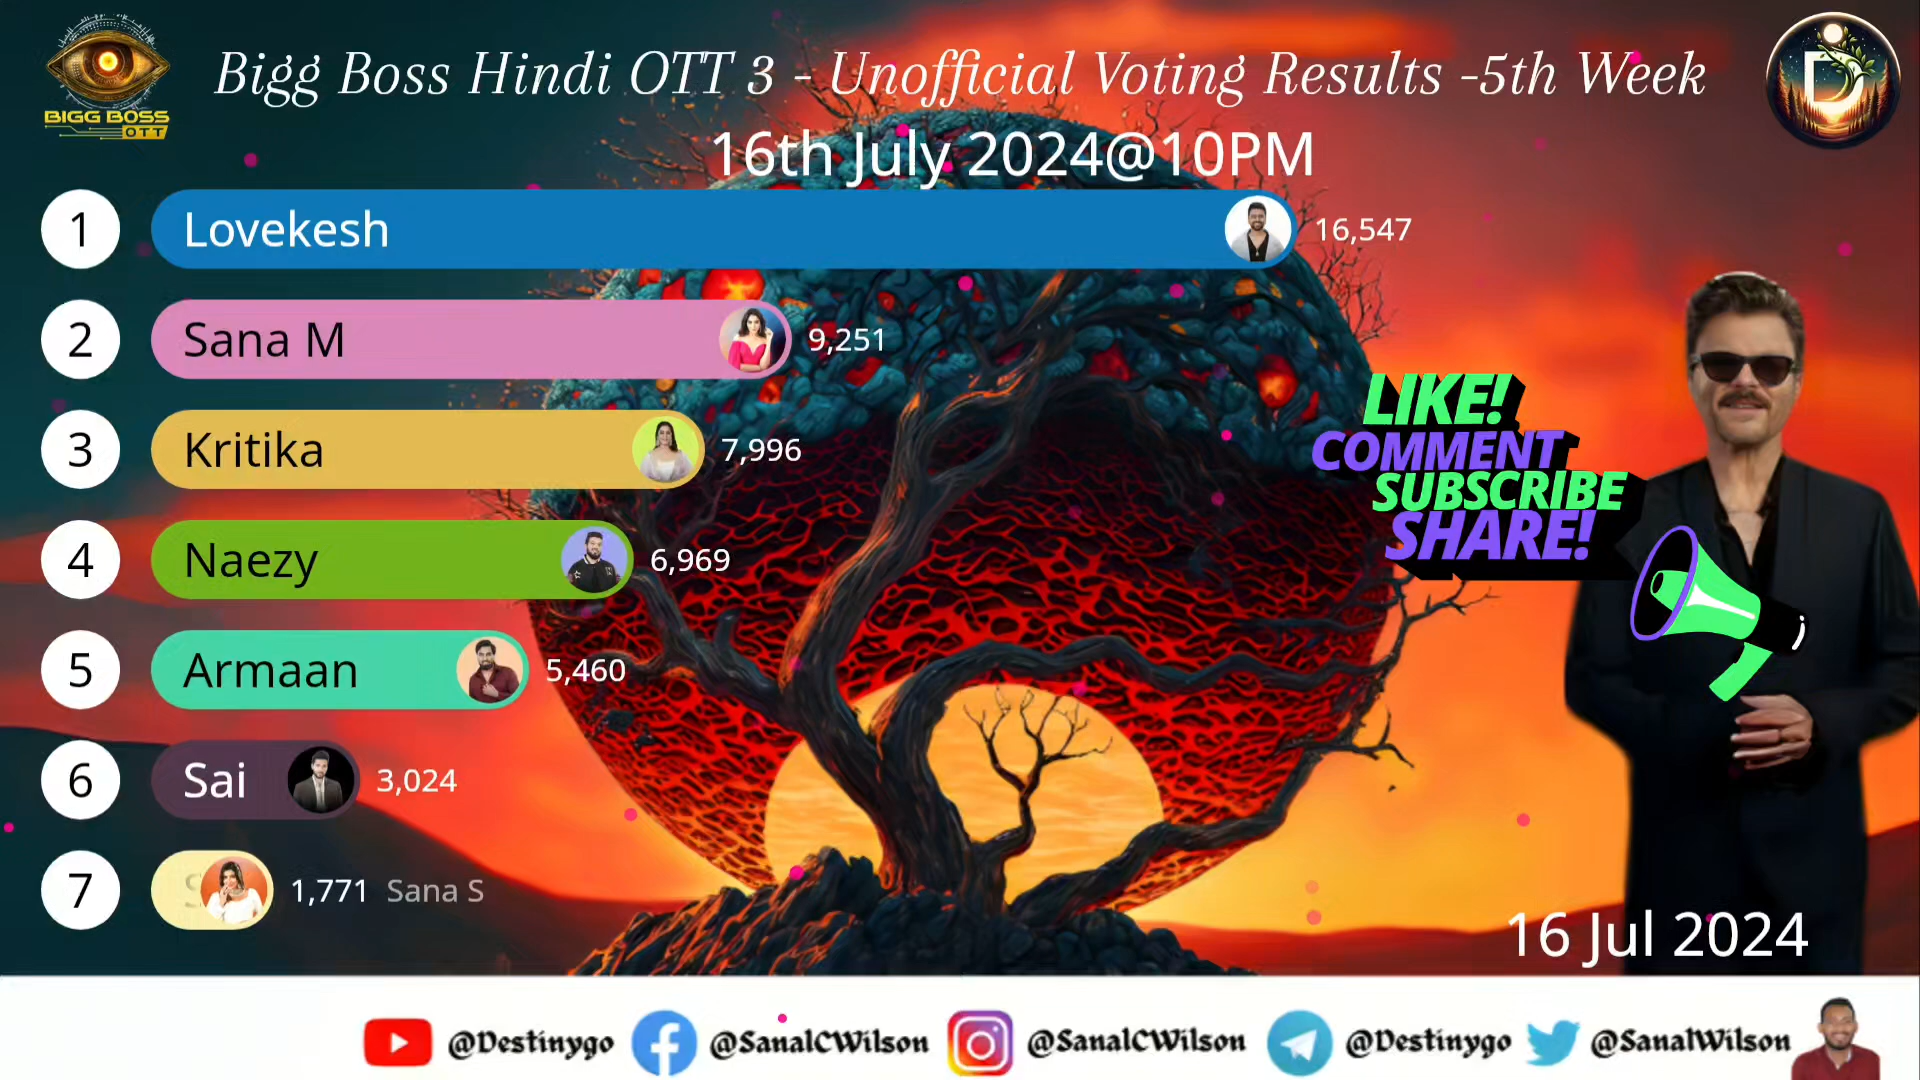 BIGG BOSS
OTT
Bigg Boss Hindi OTT 3 - Unofficial Voting Results -5th Week
D
16th July 2024@10PM
1 Lovekesh 16,547
2 Sana M 9,251
3 Kritika 7,996
4 Naezy 6,969
5 Armaan 5,460
6 Sai 3,024
7 S 1,771 Sana S
LIKE!
COMMENT
SUBSCRIBE
SHARE!
16 Jul 2024
@Destinygo @SanalCWilson @SanalCWilson @Destinygo @SanalWilson